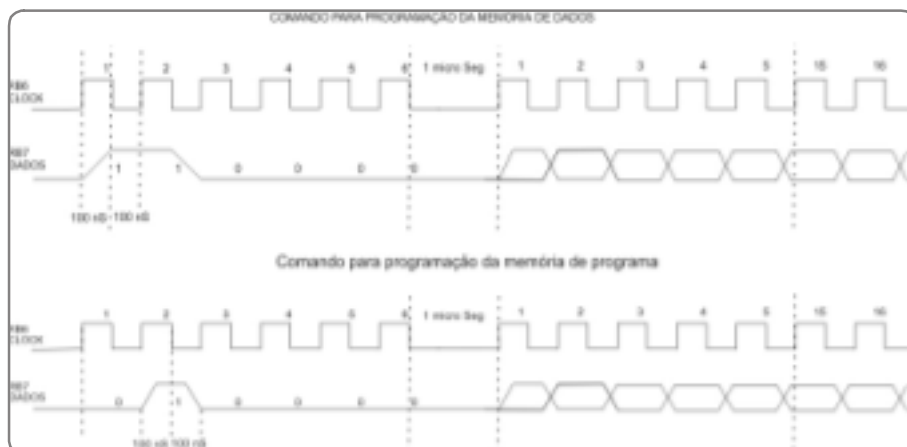 COMANDO PARA PROGRAMAÇÃO DA MEMÓRIA DE DADOS
1 2 3 4 5 6 1 micro Seg 1 2 3 4 5 15 16
RB6
CLOCK
RB7
DADOS
1 1 0 0 0 0
100 nS 100 nS
Comando para programação da memória de programa
1 2 3 4 5 6 1 micro Seg 1 2 3 4 5 15 16
RB6
CLOCK
RB7
DADOS
0 1 0 0 0 0
100 nS 100 nS